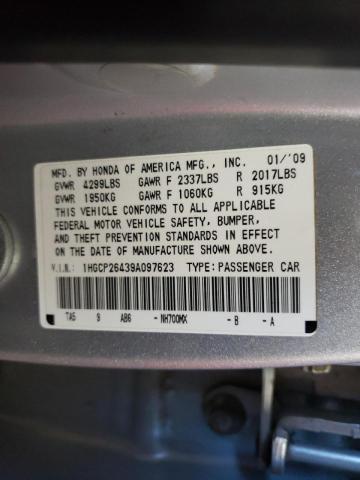 MFD. BY HONDA OF AMERICA MFG., INC. 01/'09
GVWR 4299LBS GAWR F 2337LBS R 2017LBS
GVWR 1950KG GAWR F 1060KG R 915KG
THIS VEHICLE CONFORMS TO ALL APPLICABLE
FEDERAL MOTOR VEHICLE SAFETY, BUMPER,
AND THEFT PREVENTION STANDARDS IN EFFECT
ON THE DATE OF MANUFACTURE SHOWN ABOVE.
V.I.N: 1HGCP26439A097623 TYPE:PASSENGER CAR
TA5 9 AB6 -NH700MX -B -A